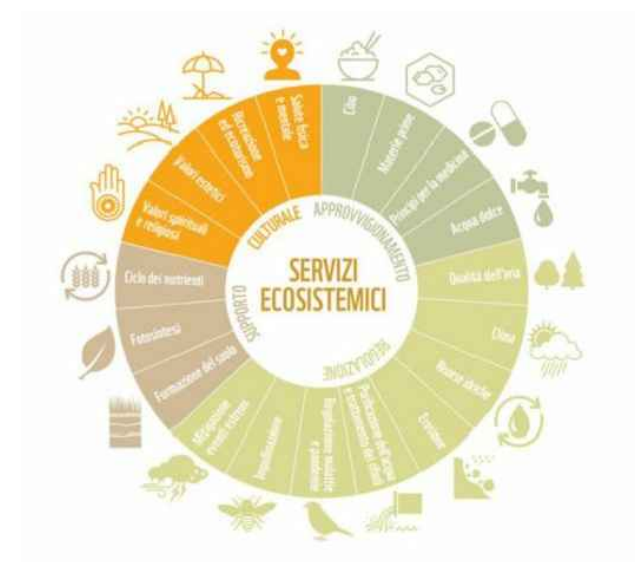 SERVIZI
ECOSISTEMICI
CULTURALE
APPROVVIGIONAMENTO
REGOLAZIONE
SUPPORTO
Cibo
Materie prime
Principi per la medicina
Acqua dolce
Qualità dell'aria
Clima
Risorse idriche
Erosione
Purificazione dell'acqua
e trattamento dei rifiuti
Regolazione malattie
e pandemie
Impollinazione
Mitigazione
eventi estremi
Formazione del suolo
Fotosintesi
Ciclo dei nutrienti
Valori spirituali
e religiosi
Valori estetici
Ricreazione
ed ecoturismo
Salute fisica
e mentale